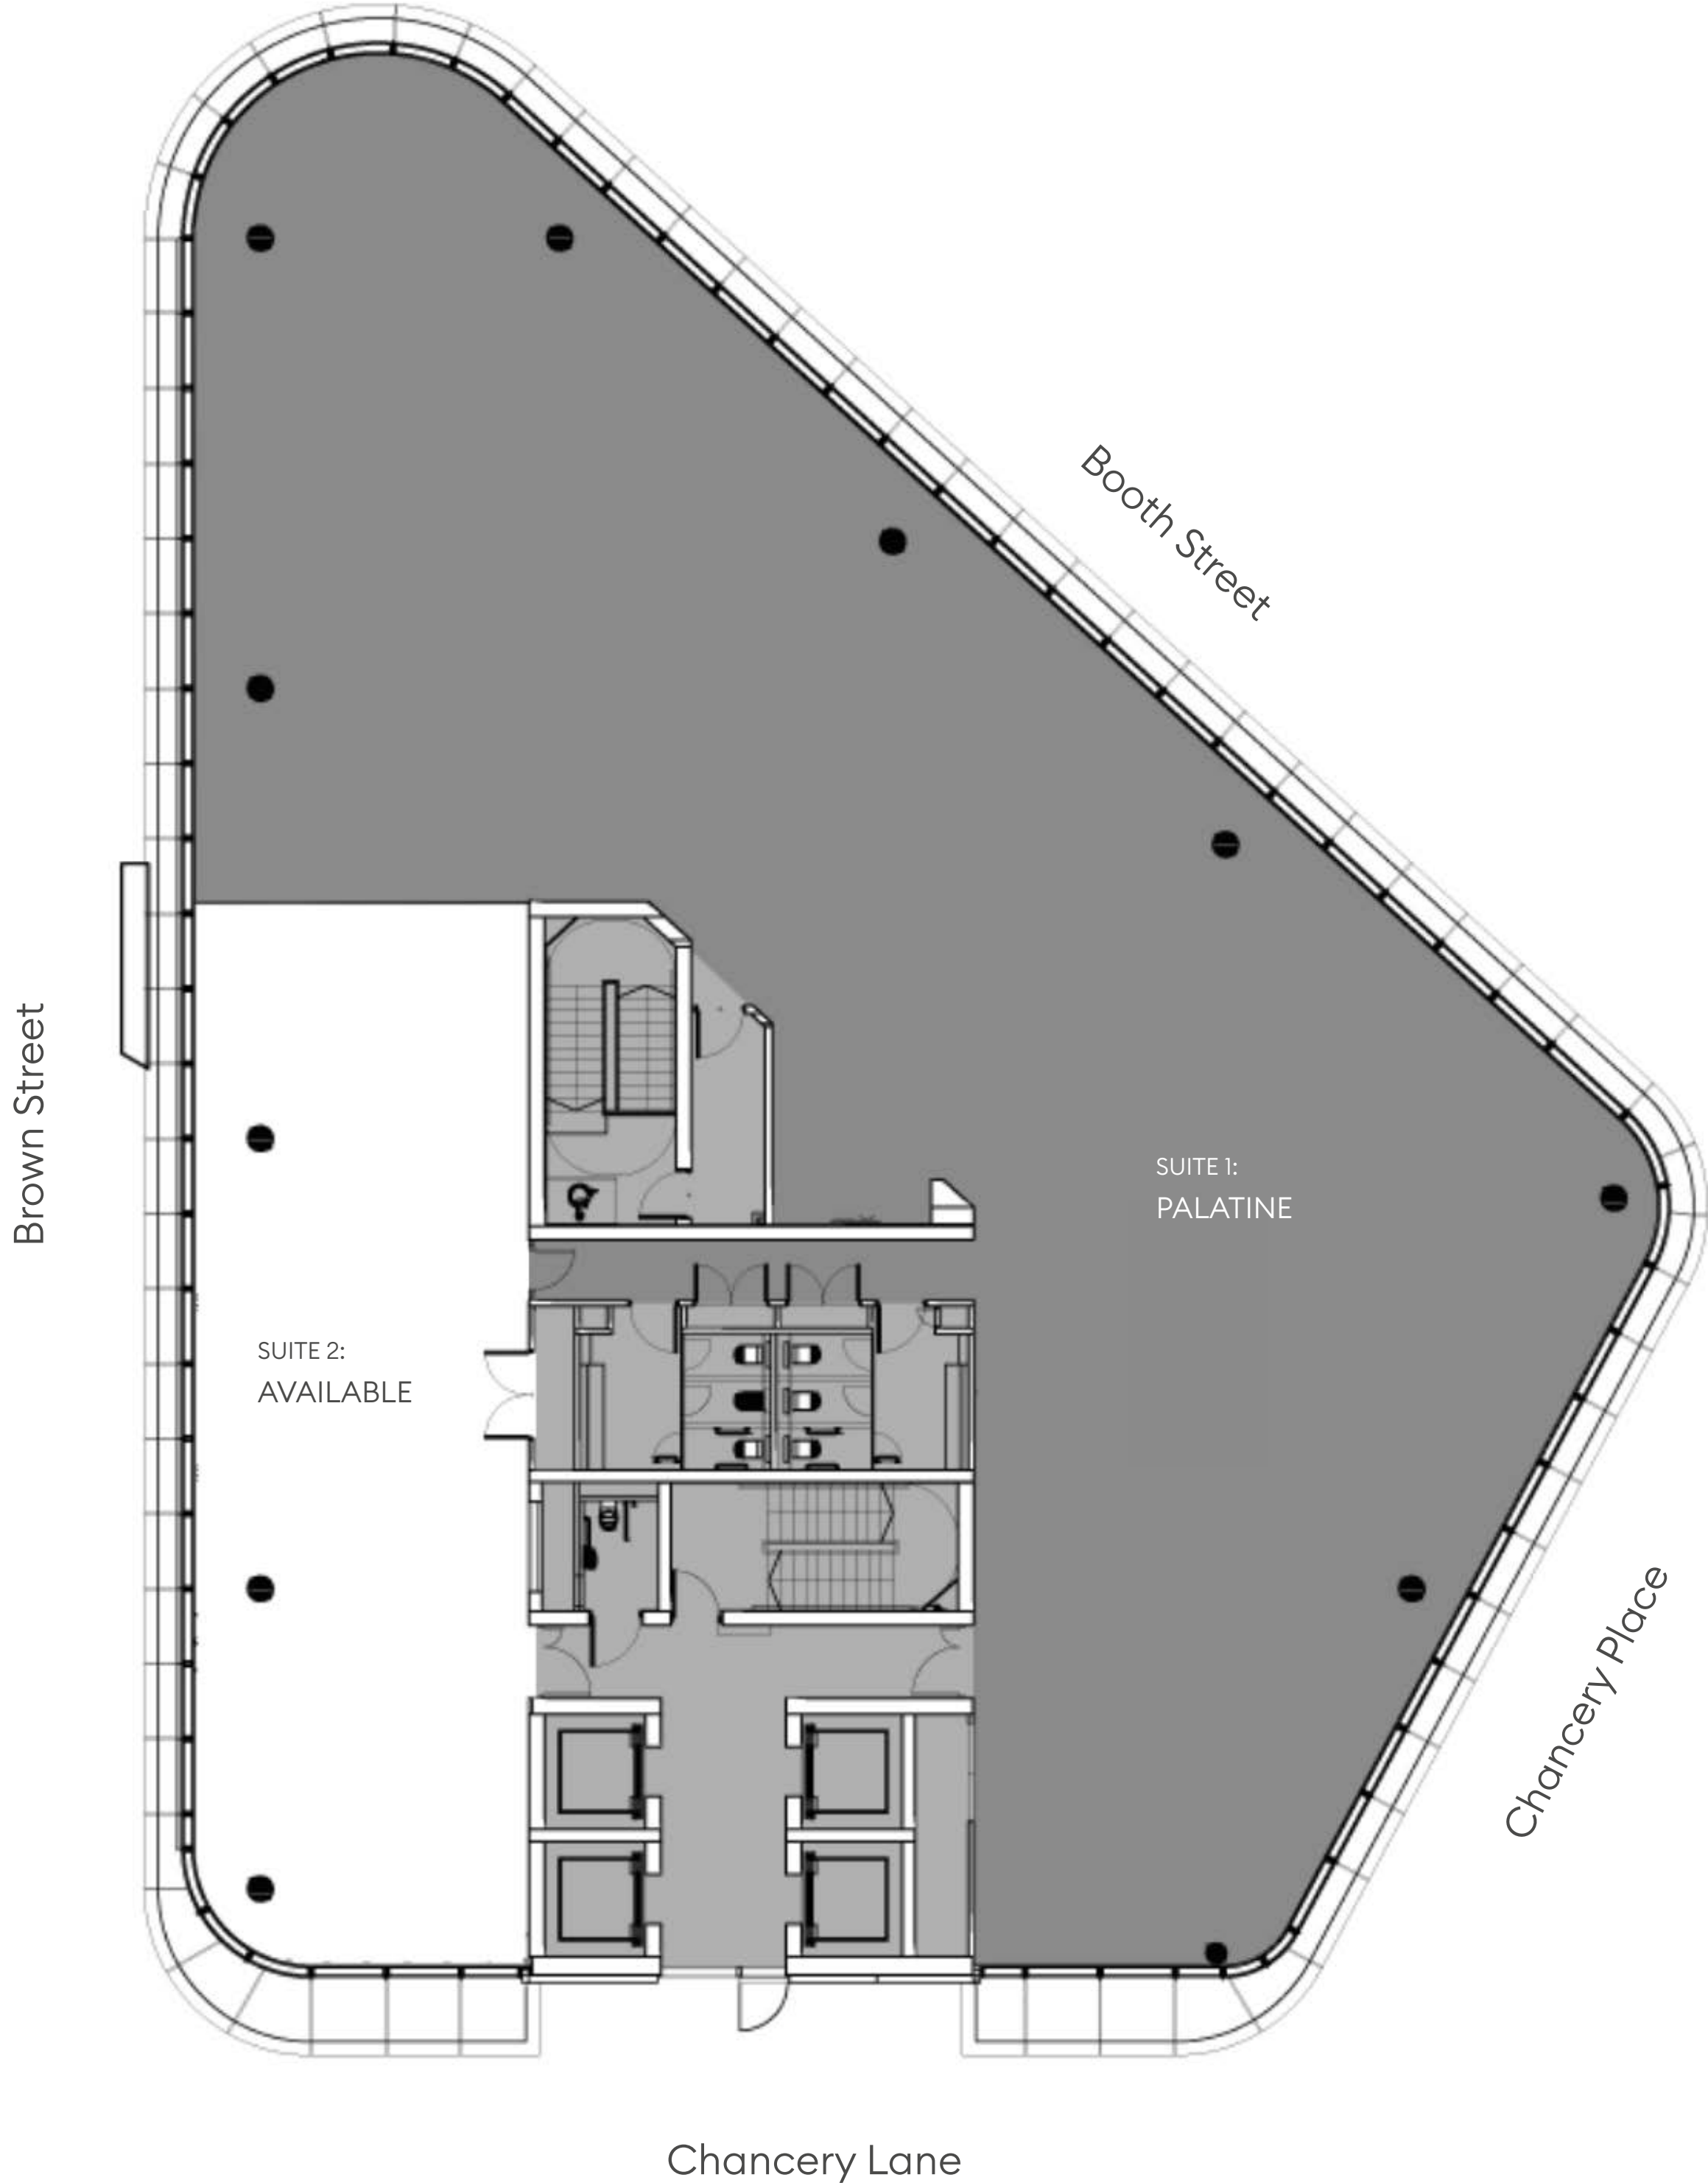 Booth Street
Brown Street
SUITE 1:
PALATINE
SUITE 2:
AVAILABLE
Chancery Place
Chancery Lane